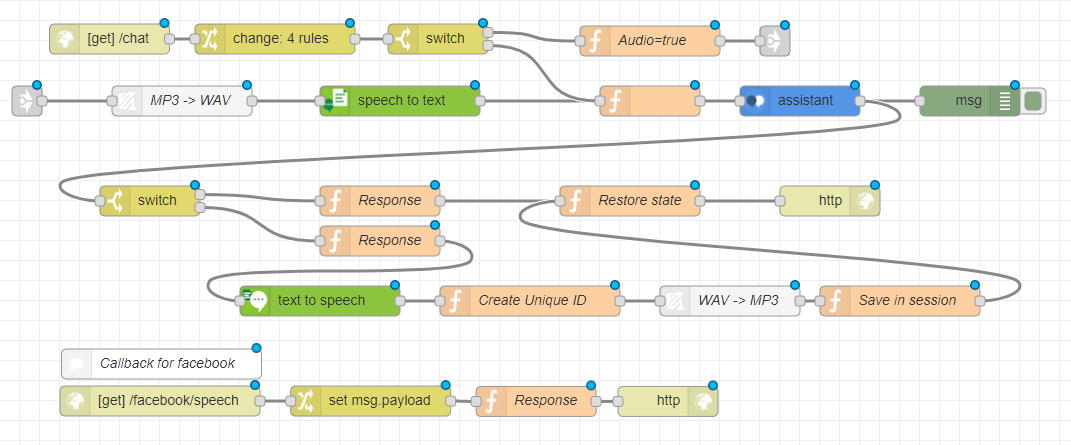 [get] /chat
change: 4 rules
switch
Audio=true
MP3 -> WAV
speech to text
assistant
msg
switch
Response
Restore state
http
Response
text to speech
Create Unique ID
WAV -> MP3
Save in session
Callback for facebook
[get] /facebook/speech
set msg.payload
Response
http